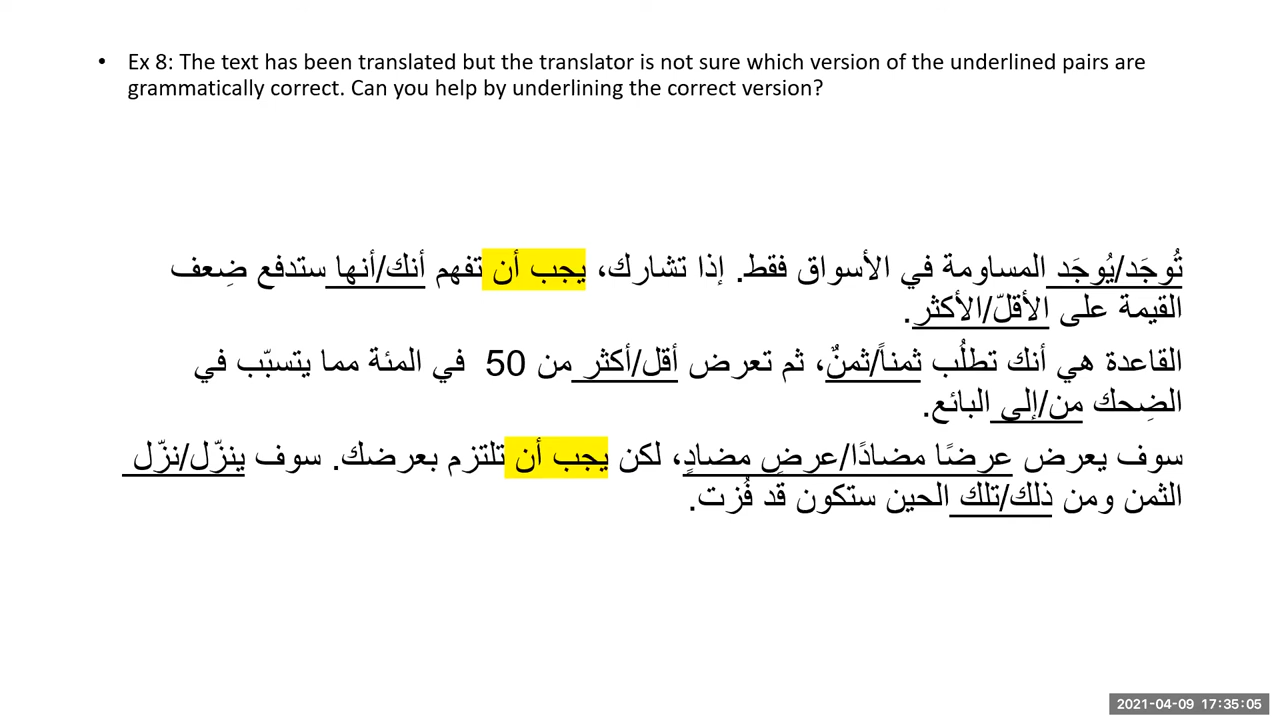 • Ex 8: The text has been translated but the translator is not sure which version of the underlined pairs are
grammatically correct. Can you help by underlining the correct version?
تُوجَد/يُوجَد المساومة في الأسواق فقط. إذا تشارك، يجب أن تفهم أنك/أنها ستدفع ضِعف
القيمة على الأقلّ/الأكثر.
القاعدة هي أنك تطلُب ثمناً/ثمنٌ، ثم تعرض أقل/أكثر من 50 في المئة مما يتسبّب في
الضِحك من/إلى البائع.
سوف يعرض عرضًا مضادًا/عرضِ مضادٍ، لكن يجب أن تلتزم بعرضك. سوف ينزّل/نزّل
الثمن ومن ذلك/تلك الحين ستكون قد فُزت.
2021-04-09 17:35:05